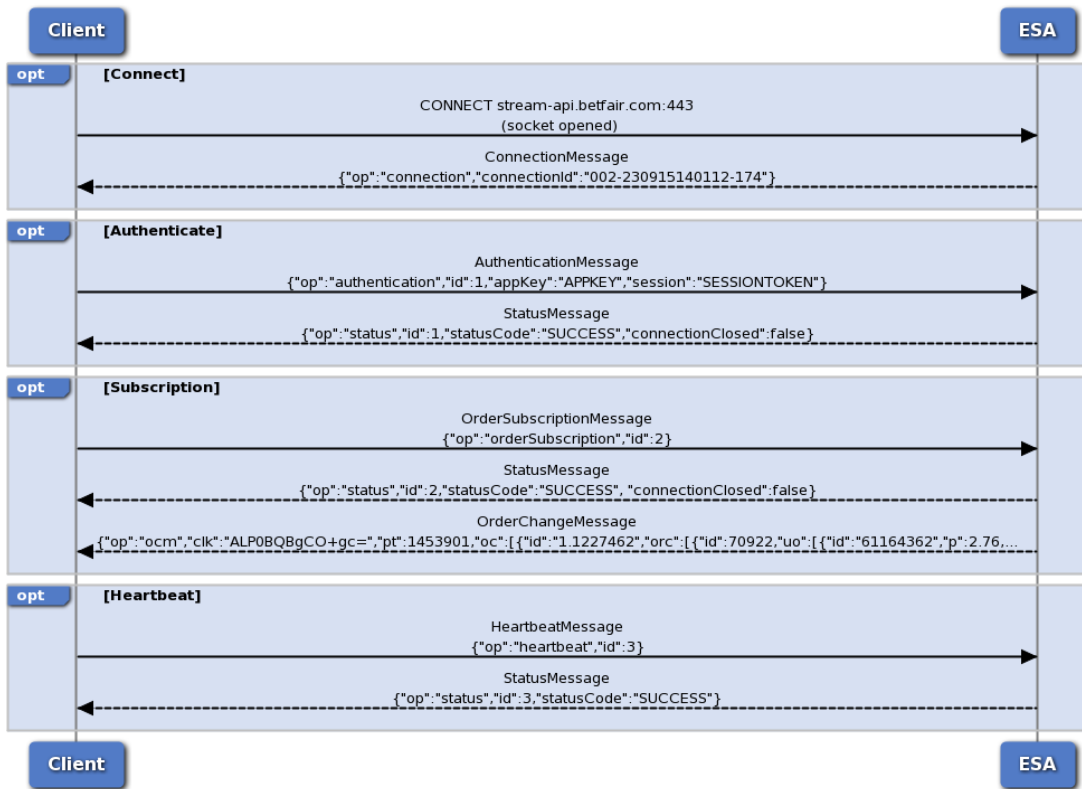 Client
ESA
opt
[Connect]
CONNECT stream-api.betfair.com:443
(socket opened)
ConnectionMessage
{"op":"connection","connectionId":"002-230915140112-174"}
opt
[Authenticate]
AuthenticationMessage
{"op":"authentication","id":1,"appKey":"APPKEY","session":"SESSIONTOKEN"}
StatusMessage
{"op":"status","id":1,"statusCode":"SUCCESS","connectionClosed":false}
opt
[Subscription]
OrderSubscriptionMessage
{"op":"orderSubscription","id":2}
StatusMessage
{"op":"status","id":2,"statusCode":"SUCCESS", "connectionClosed":false}
OrderChangeMessage
{"op":"ocm","clk":"ALP0BQBgCO+gc=","pt":1453901,"oc":[{"id":"1.1227462","orc":[{"id":70922,"uo":[{"id":"61164362","p":2.76,...
opt
[Heartbeat]
HeartbeatMessage
{"op":"heartbeat","id":3}
StatusMessage
{"op":"status","id":3,"statusCode":"SUCCESS"}
Client
ESA